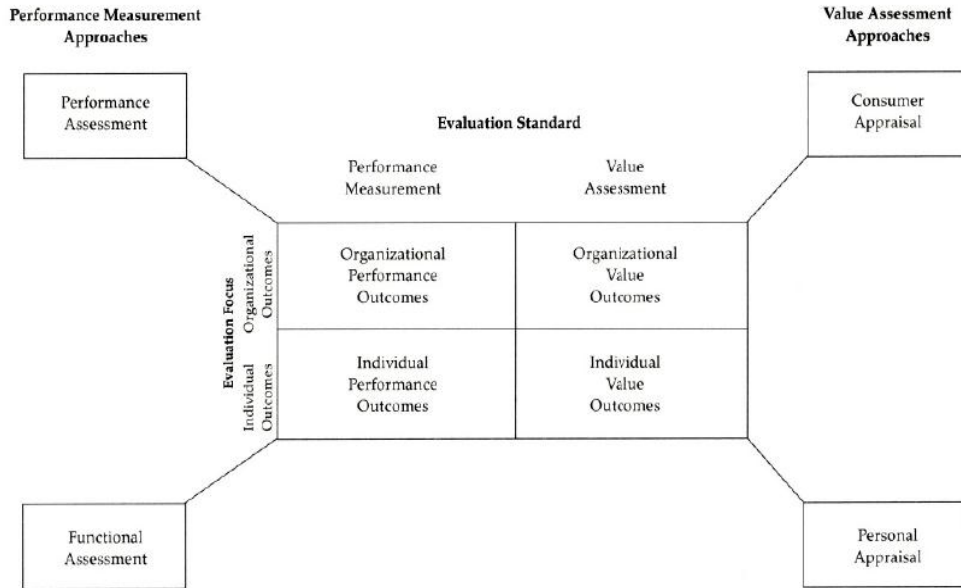 Performance Measurement
Approaches
Value Assessment
Approaches
Performance
Assessment
Consumer
Appraisal
Evaluation Standard
Performance
Measurement
Value
Assessment
Evaluation Focus
Organizational
Outcomes
Individual
Outcomes
Organizational
Performance
Outcomes
Organizational
Value
Outcomes
Individual
Performance
Outcomes
Individual
Value
Outcomes
Functional
Assessment
Personal
Appraisal